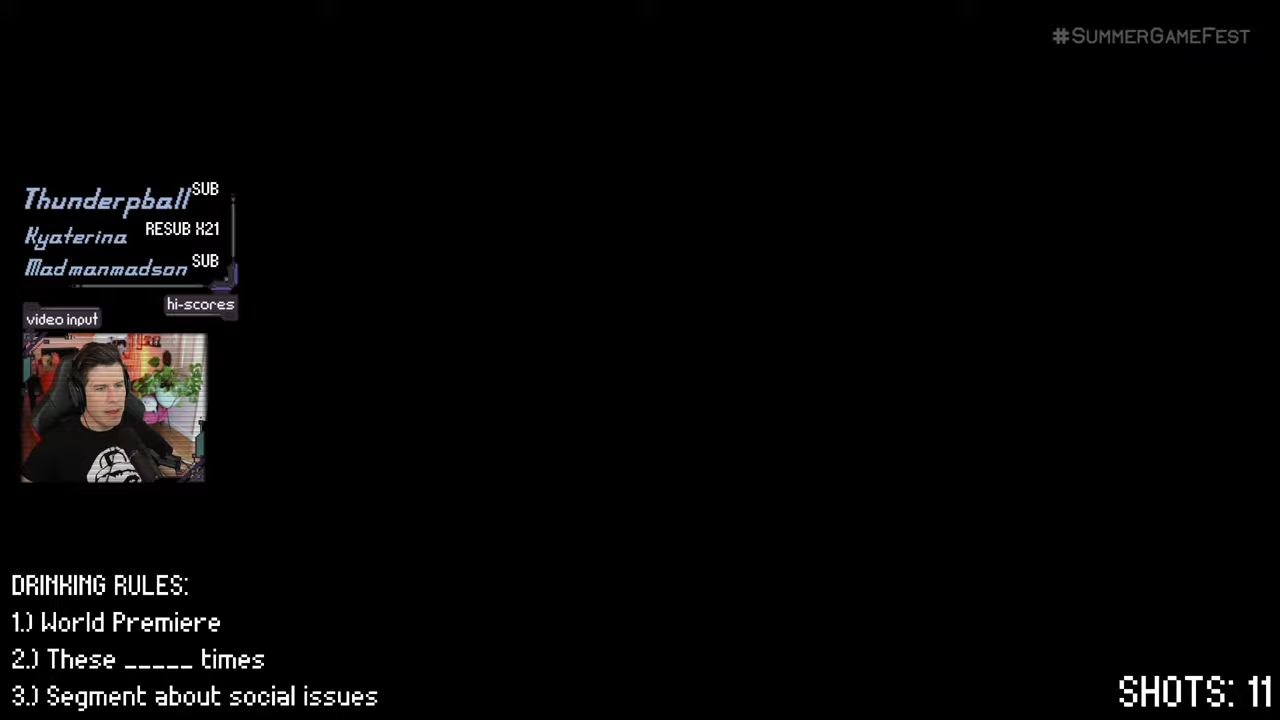 #SUMMERGAMEFEST
Thunderpball SUB
Kyaterina RESUB X21
Madmanmadson SUB
hi-scores
video input
DRINKING RULES:
1.) World Premiere
2.) These _____ times
3.) Segment about social issues
SHOTS: 11